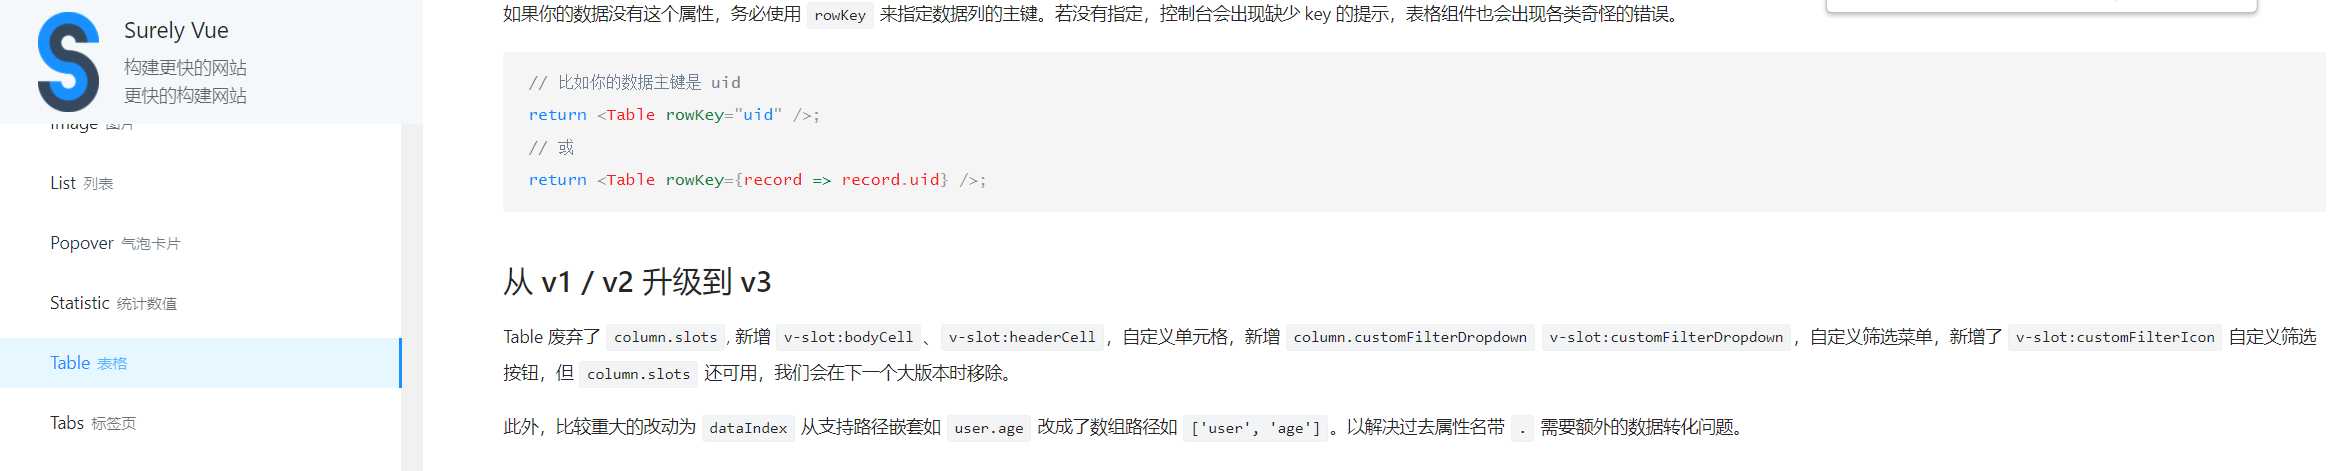 Surely Vue
构建更快的网站
更快的构建网站
Image 图片
List 列表
Popover 气泡卡片
Statistic 统计数值
Table 表格
Tabs 标签页
如果你的数据没有这个属性，务必使用 rowKey 来指定数据列的主键。若没有指定，控制台会出现缺少 key 的提示，表格组件也会出现各类奇怪的错误。
// 比如你的数据主键是 uid
return <Table rowKey="uid" />;
// 或
return <Table rowKey={record => record.uid} />;
从 v1 / v2 升级到 v3
Table 废弃了 column.slots , 新增 v-slot:bodyCell 、 v-slot:headerCell ，自定义单元格，新增 column.customFilterDropdown v-slot:customFilterDropdown ，自定义筛选菜单，新增了 v-slot:customFilterIcon 自定义筛选
按钮，但 column.slots 还可用，我们会在下一个大版本时移除。
此外，比较重大的改动为 dataIndex 从支持路径嵌套如 user.age 改成了数组路径如 ['user', 'age'] 。以解决过去属性名带 . 需要额外的数据转化问题。